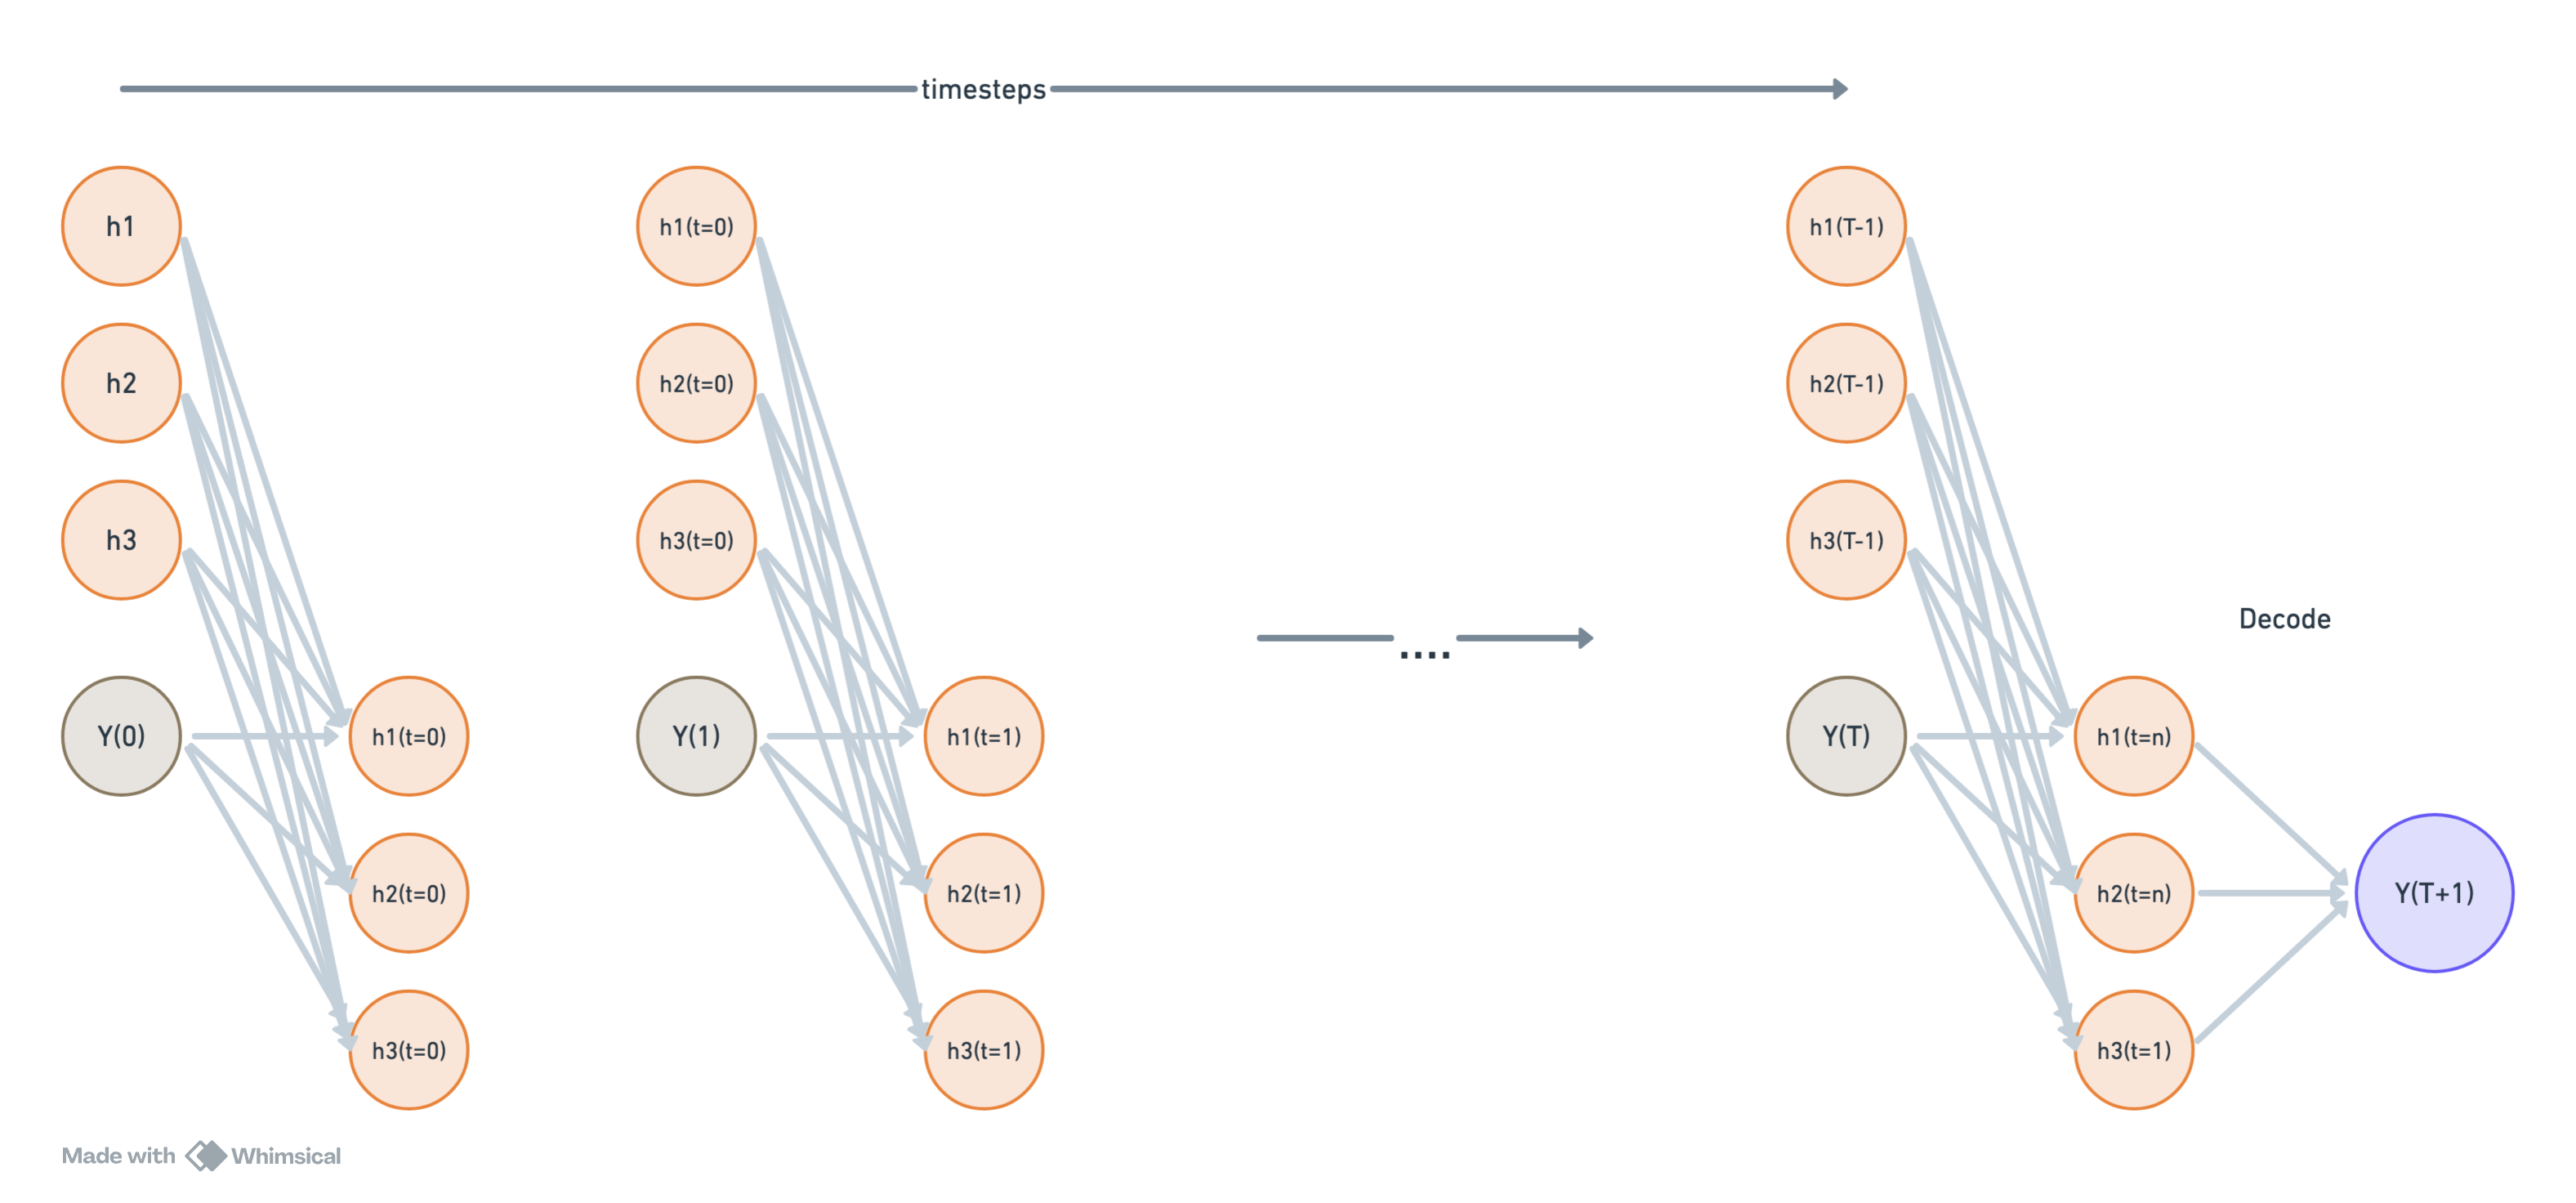 timesteps
h1
h2
h3
Y(0)
h1(t=0)
h2(t=0)
h3(t=0)
h1(t=0)
h2(t=0)
h3(t=0)
Y(1)
h1(t=1)
h2(t=1)
h3(t=1)
....
h1(T-1)
h2(T-1)
h3(T-1)
Y(T)
Decode
h1(t=n)
h2(t=n)
h3(t=1)
Y(T+1)
Made with Whimsical